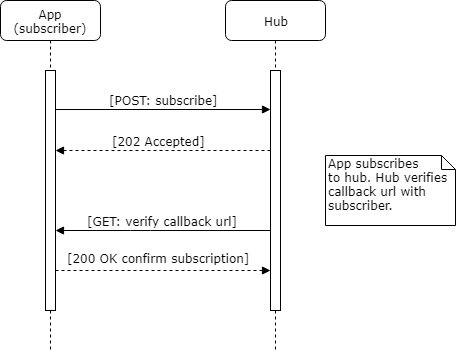 App
(subscriber)
Hub
[POST: subscribe]
[202 Accepted]
App subscribes
to hub. Hub verifies
callback url with
subscriber.
[GET: verify callback url]
[200 OK confirm subscription]